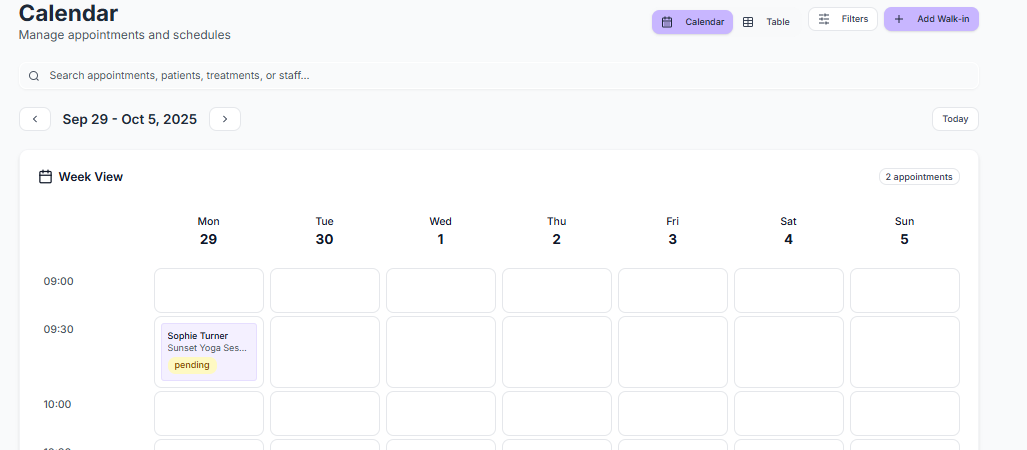 Calendar
Manage appointments and schedules
Calendar
Table
Filters
Add Walk-in
Search appointments, patients, treatments, or staff...
Sep 29 - Oct 5, 2025
Today
Week View
2 appointments
Mon Tue Wed Thu Fri Sat Sun
29 30 1 2 3 4 5
09:00
09:30
Sophie Turner
Sunset Yoga Ses...
pending
10:00